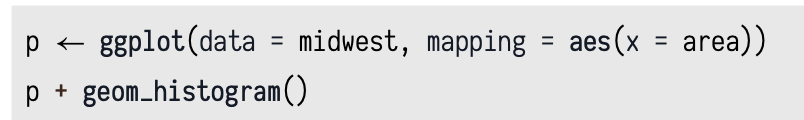 p ← ggplot(data = midwest, mapping = aes(x = area))
p + geom_histogram()